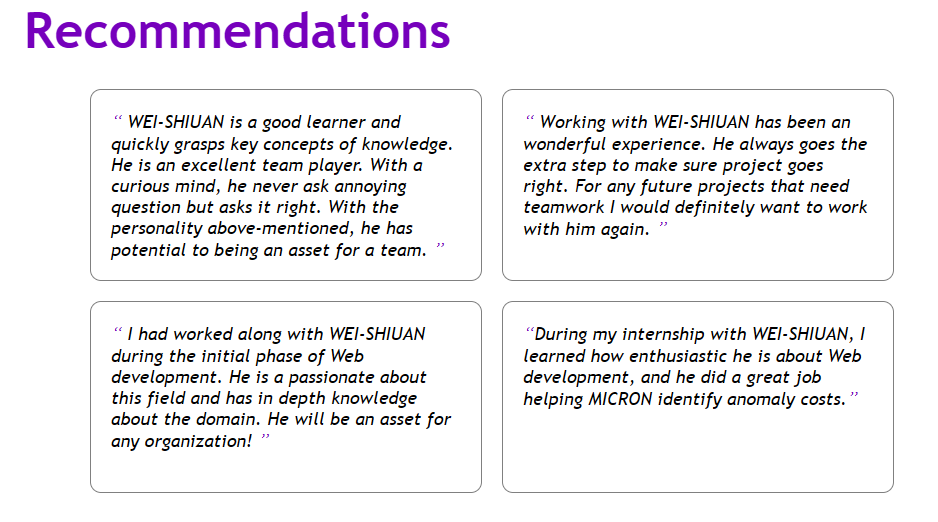 Recommendations
“ WEI-SHIUAN is a good learner and
quickly grasps key concepts of knowledge.
He is an excellent team player. With a
curious mind, he never ask annoying
question but asks it right. With the
personality above-mentioned, he has
potential to being an asset for a team. ”
“ Working with WEI-SHIUAN has been an
wonderful experience. He always goes the
extra step to make sure project goes
right. For any future projects that need
teamwork I would definitely want to work
with him again. ”
“ I had worked along with WEI-SHIUAN
during the initial phase of Web
development. He is a passionate about
this field and has in depth knowledge
about the domain. He will be an asset for
any organization! ”
“During my internship with WEI-SHIUAN, I
learned how enthusiastic he is about Web
development, and he did a great job
helping MICRON identify anomaly costs. ”